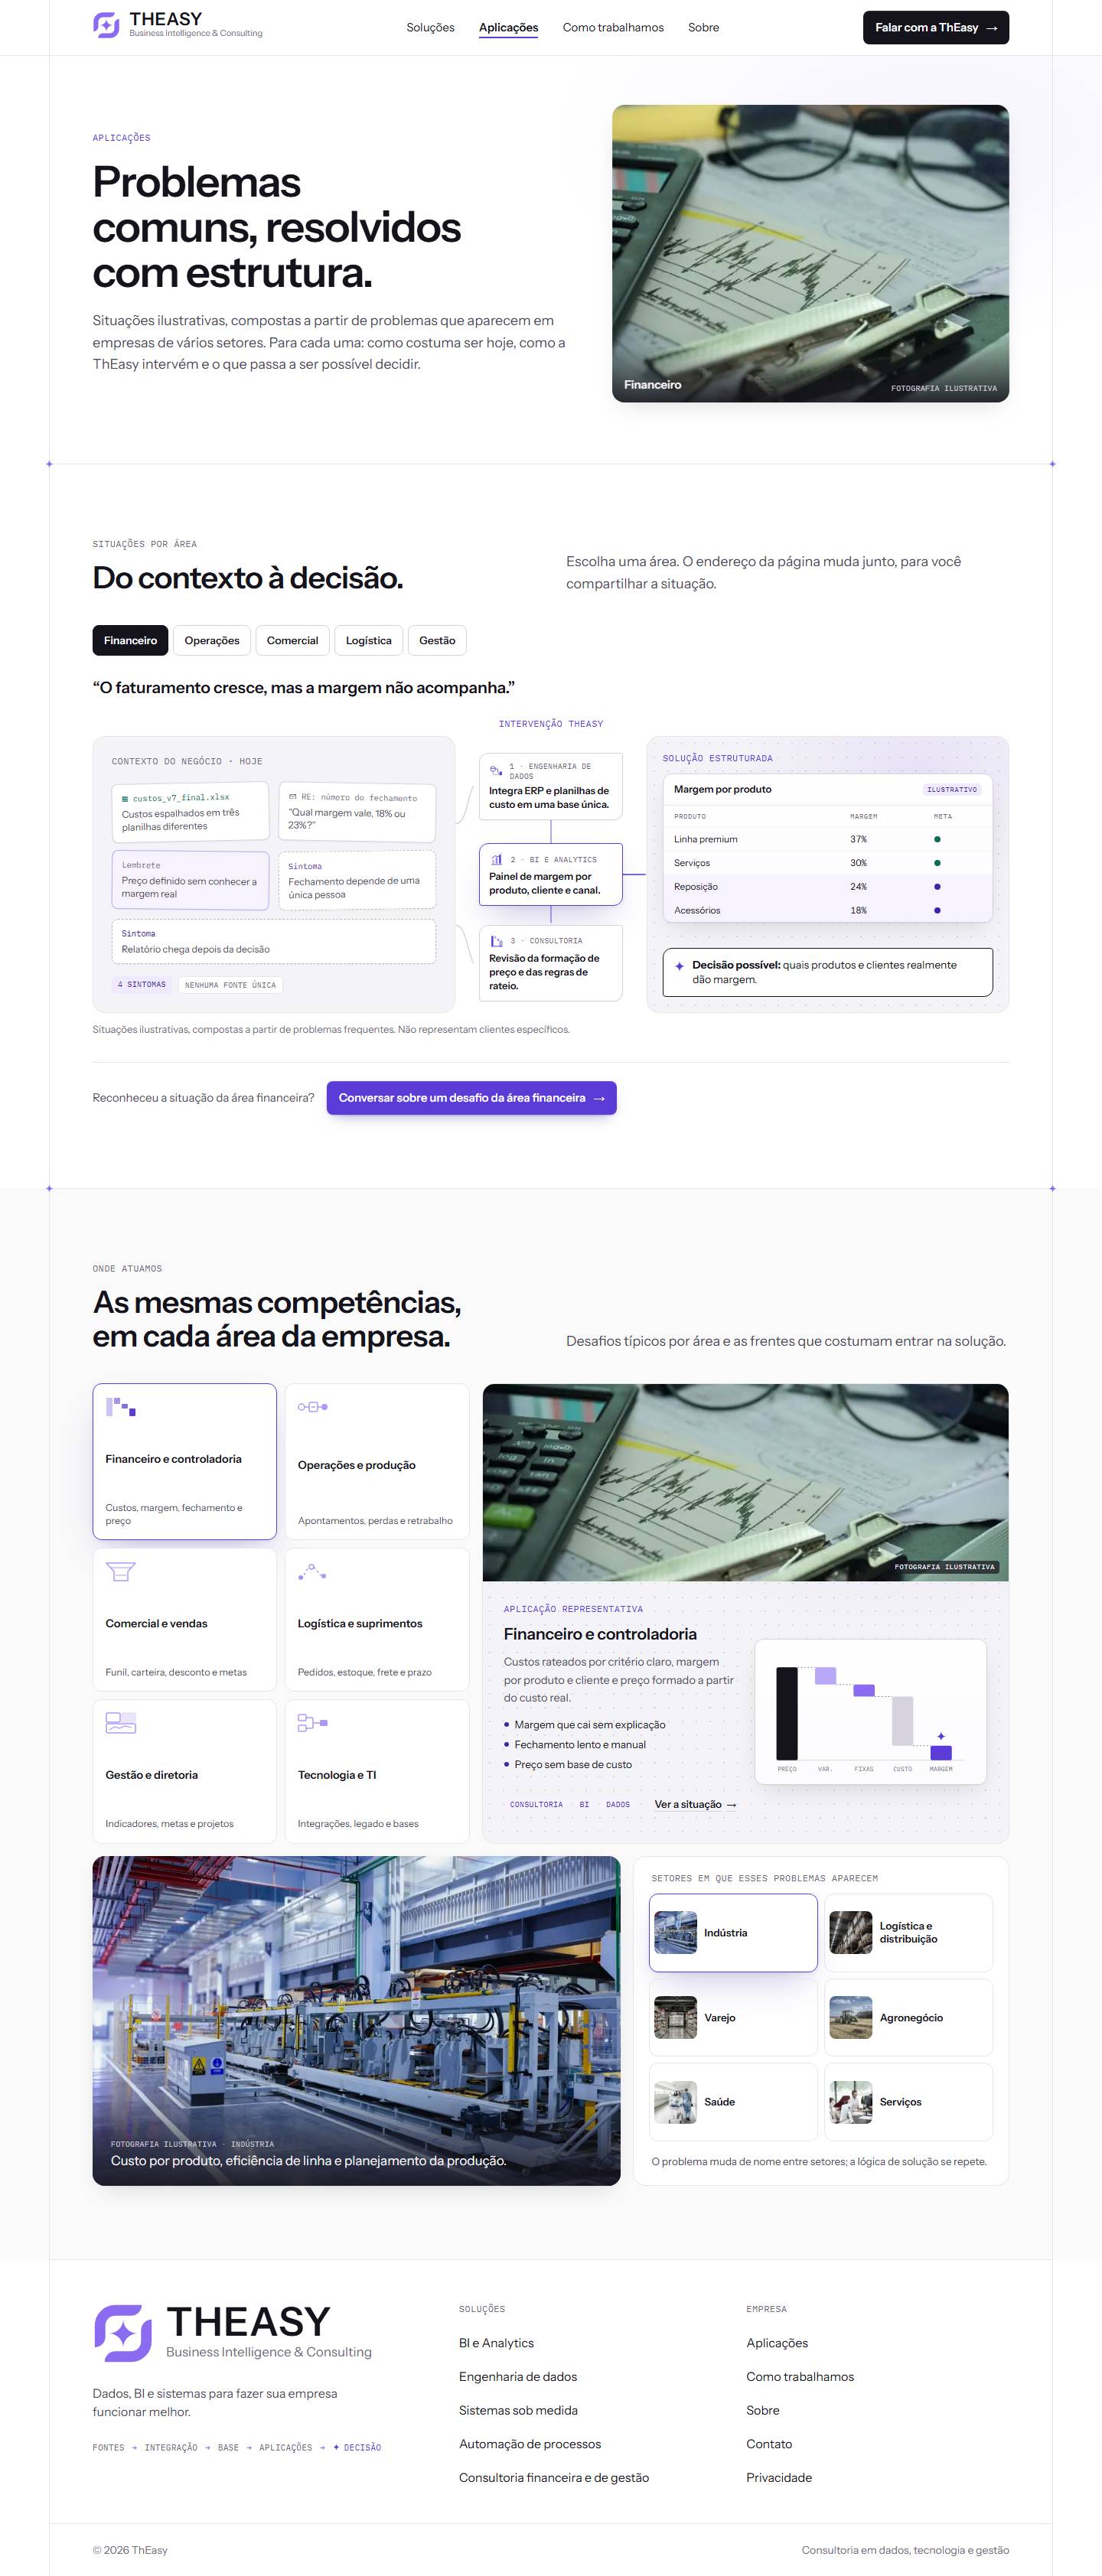 THEASY
Business Intelligence & Consulting
Soluções
Aplicações
Como trabalhamos
Sobre
Falar com a ThEasy →
APLICAÇÕES
Problemas
comuns, resolvidos
com estrutura.
Situações ilustrativas, compostas a partir de problemas que aparecem em
empresas de vários setores. Para cada uma: como costuma ser hoje, como a
ThEasy intervém e o que passa a ser possível decidir.
Financeiro
FOTOGRAFIA ILUSTRATIVA
SITUAÇÕES POR ÁREA
Do contexto à decisão.
Escolha uma área. O endereço da página muda junto, para você
compartilhar a situação.
Financeiro
Operações
Comercial
Logística
Gestão
“O faturamento cresce, mas a margem não acompanha.”
INTERVENÇÃO THEASY
CONTEXTO DO NEGÓCIO · HOJE
custos_v7_final.xlsx
Custos espalhados em três
planilhas diferentes
RE: número do fechamento
“Qual margem vale, 18% ou
23%?”
Lembrete
Preço definido sem conhecer a
margem real
Sintoma
Fechamento depende de uma
única pessoa
Sintoma
Relatório chega depois da decisão
4 SINTOMAS
NENHUMA FONTE ÚNICA
1 · ENGENHARIA DE
DADOS
Integra ERP e planilhas de
custo em uma base única.
2 · BI E ANALYTICS
Painel de margem por
produto, cliente e canal.
3 · CONSULTORIA
Revisão da formação de
preço e das regras de
rateio.
SOLUÇÃO ESTRUTURADA
Margem por produto
ILUSTRATIVO
PRODUTO MARGEM META
Linha premium 37%
Serviços 30%
Reposição 24%
Acessórios 18%
Decisão possível: quais produtos e clientes realmente
dão margem.
Situações ilustrativas, compostas a partir de problemas frequentes. Não representam clientes específicos.
Reconheceu a situação da área financeira?
Conversar sobre um desafio da área financeira →
ONDE ATUAMOS
As mesmas competências,
em cada área da empresa.
Desafios típicos por área e as frentes que costumam entrar na solução.
Financeiro e controladoria
Custos, margem, fechamento e
preço
Operações e produção
Apontamentos, perdas e retrabalho
Comercial e vendas
Funil, carteira, desconto e metas
Logística e suprimentos
Pedidos, estoque, frete e prazo
Gestão e diretoria
Indicadores, metas e projetos
Tecnologia e TI
Integrações, legado e bases
FOTOGRAFIA ILUSTRATIVA
APLICAÇÃO REPRESENTATIVA
Financeiro e controladoria
Custos rateados por critério claro, margem
por produto e cliente e preço formado a partir
do custo real.
Margem que cai sem explicação
Fechamento lento e manual
Preço sem base de custo
CONSULTORIA · BI · DADOS
Ver a situação →
PREÇO VAR. FIXAS CUSTO MARGEM
FOTOGRAFIA ILUSTRATIVA · INDÚSTRIA
Custo por produto, eficiência de linha e planejamento da produção.
SETORES EM QUE ESSES PROBLEMAS APARECEM
Indústria
Logística e
distribuição
Varejo
Agronegócio
Saúde
Serviços
O problema muda de nome entre setores; a lógica de solução se repete.
THEASY
Business Intelligence & Consulting
Dados, BI e sistemas para fazer sua empresa
funcionar melhor.
FONTES → INTEGRAÇÃO → BASE → APLICAÇÕES → ✦ DECISÃO
SOLUÇÕES
BI e Analytics
Engenharia de dados
Sistemas sob medida
Automação de processos
Consultoria financeira e de gestão
EMPRESA
Aplicações
Como trabalhamos
Sobre
Contato
Privacidade
© 2026 ThEasy
Consultoria em dados, tecnologia e gestão